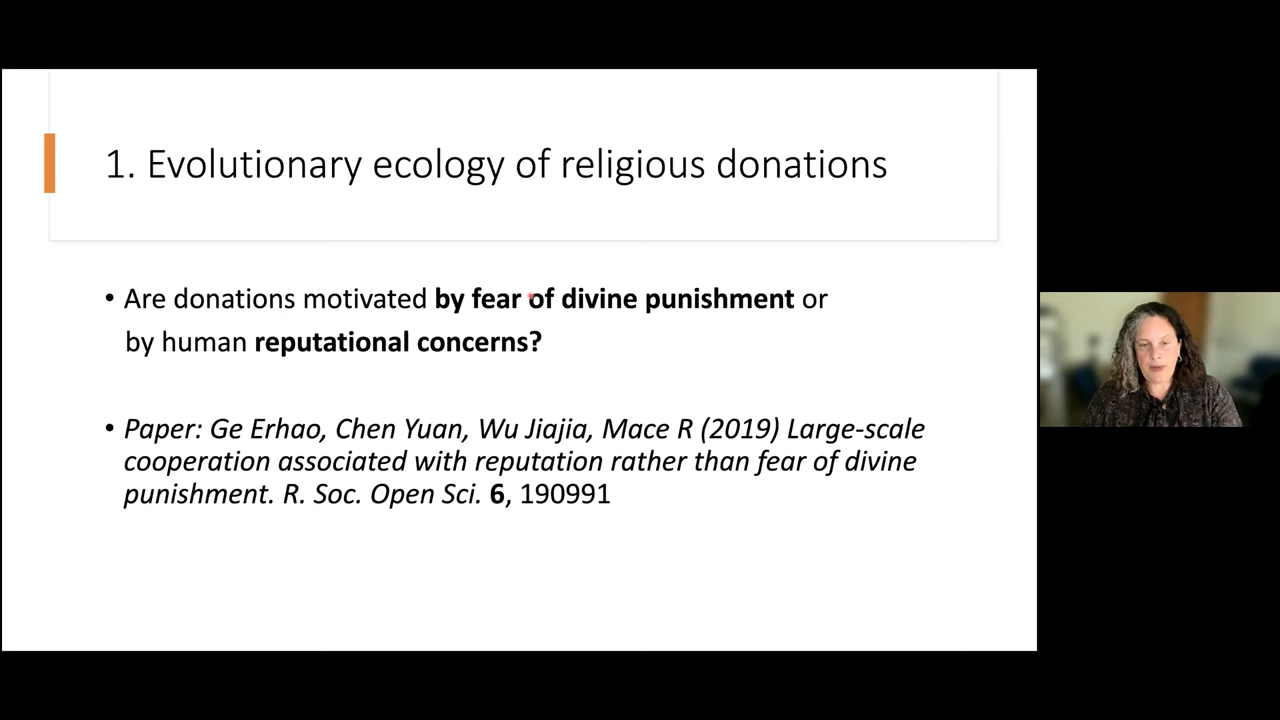 1. Evolutionary ecology of religious donations
• Are donations motivated by fear of divine punishment or
by human reputational concerns?
• Paper: Ge Erhao, Chen Yuan, Wu Jiajia, Mace R (2019) Large-scale
cooperation associated with reputation rather than fear of divine
punishment. R. Soc. Open Sci. 6, 190991